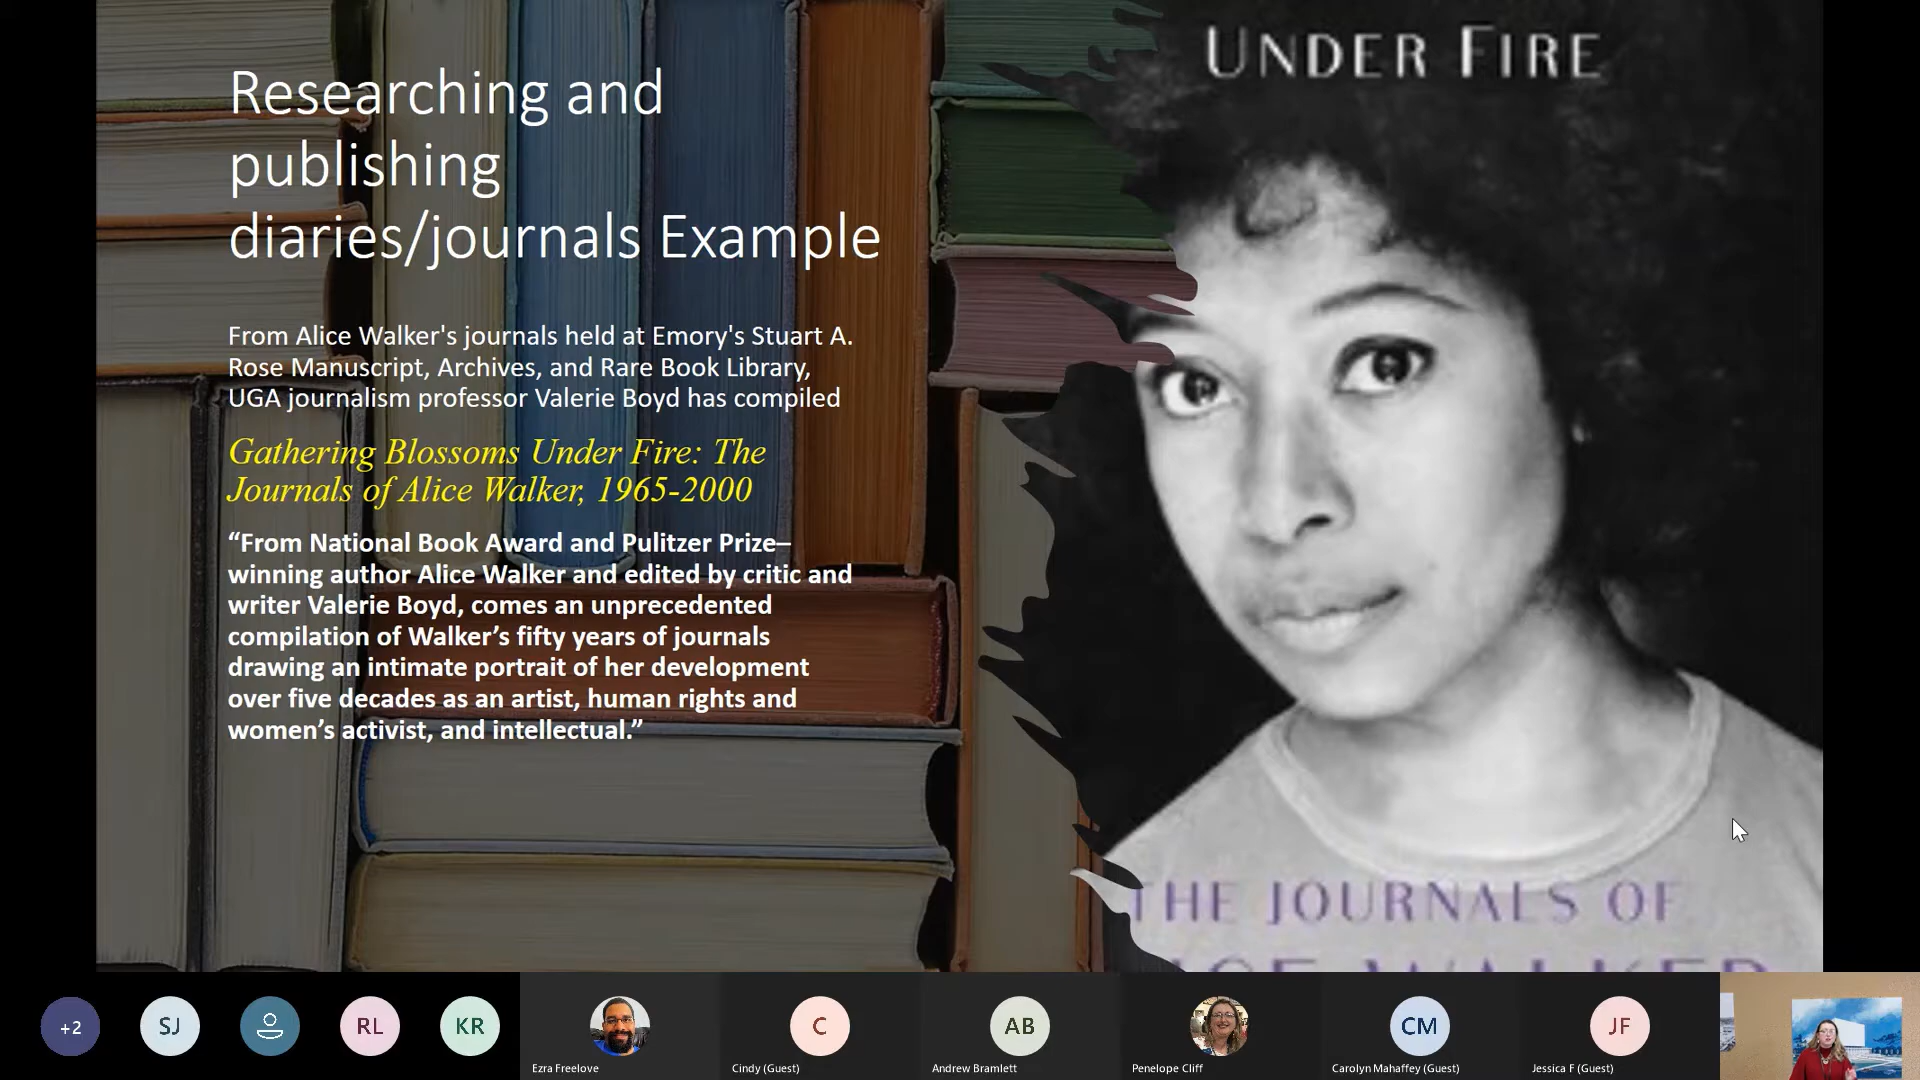 Researching and
publishing
diaries/journals Example
From Alice Walker's journals held at Emory's Stuart A.
Rose Manuscript, Archives, and Rare Book Library,
UGA journalism professor Valerie Boyd has compiled
Gathering Blossoms Under Fire: The
Journals of Alice Walker, 1965-2000
“From National Book Award and Pulitzer Prize–
winning author Alice Walker and edited by critic and
writer Valerie Boyd, comes an unprecedented
compilation of Walker’s fifty years of journals
drawing an intimate portrait of her development
over five decades as an artist, human rights and
women’s activist, and intellectual.”
UNDER FIRE
THE JOURNALS OF
WALKER
+2
SJ
RL
KR
Ezra Freelove
C
Cindy (Guest)
AB
Andrew Bramlett
Penelope Cliff
CM
Carolyn Mahaffey (Guest)
JF
Jessica F (Guest)